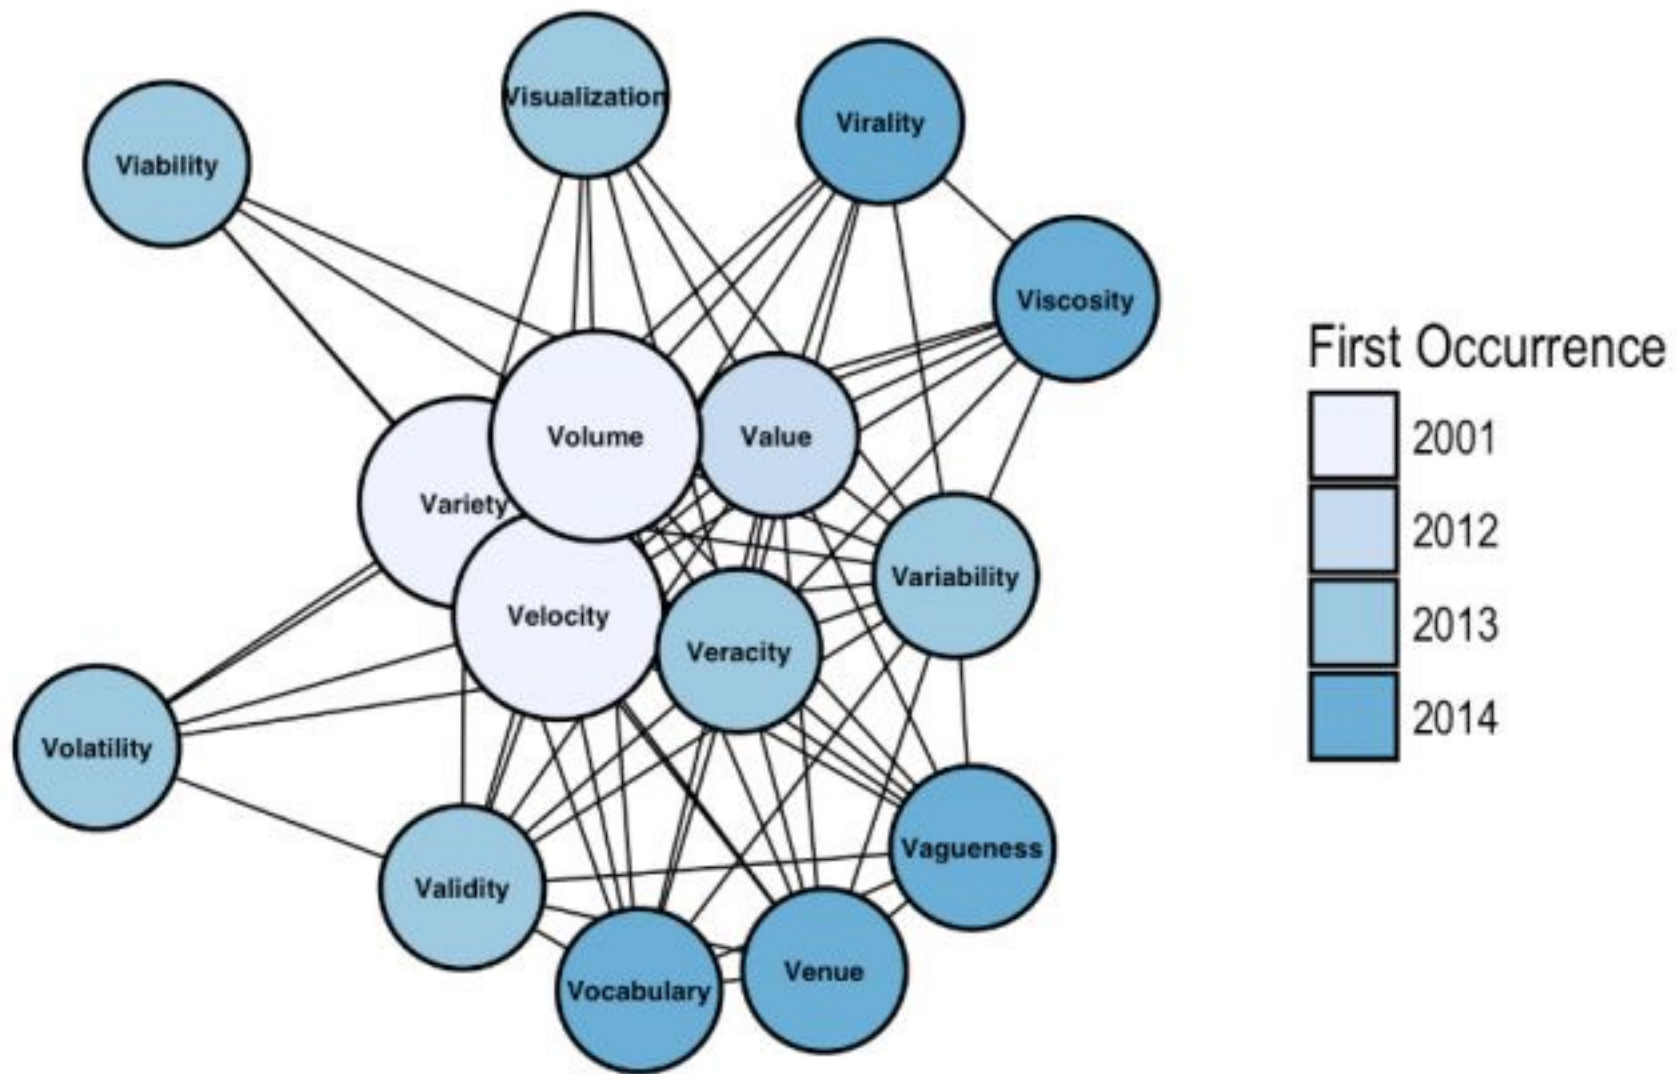 Visualization
Virality
Viability
Viscosity
Volume
Value
Variety
Variability
Velocity
Veracity
Volatility
Vagueness
Validity
Venue
Vocabulary
First Occurrence
2001
2012
2013
2014